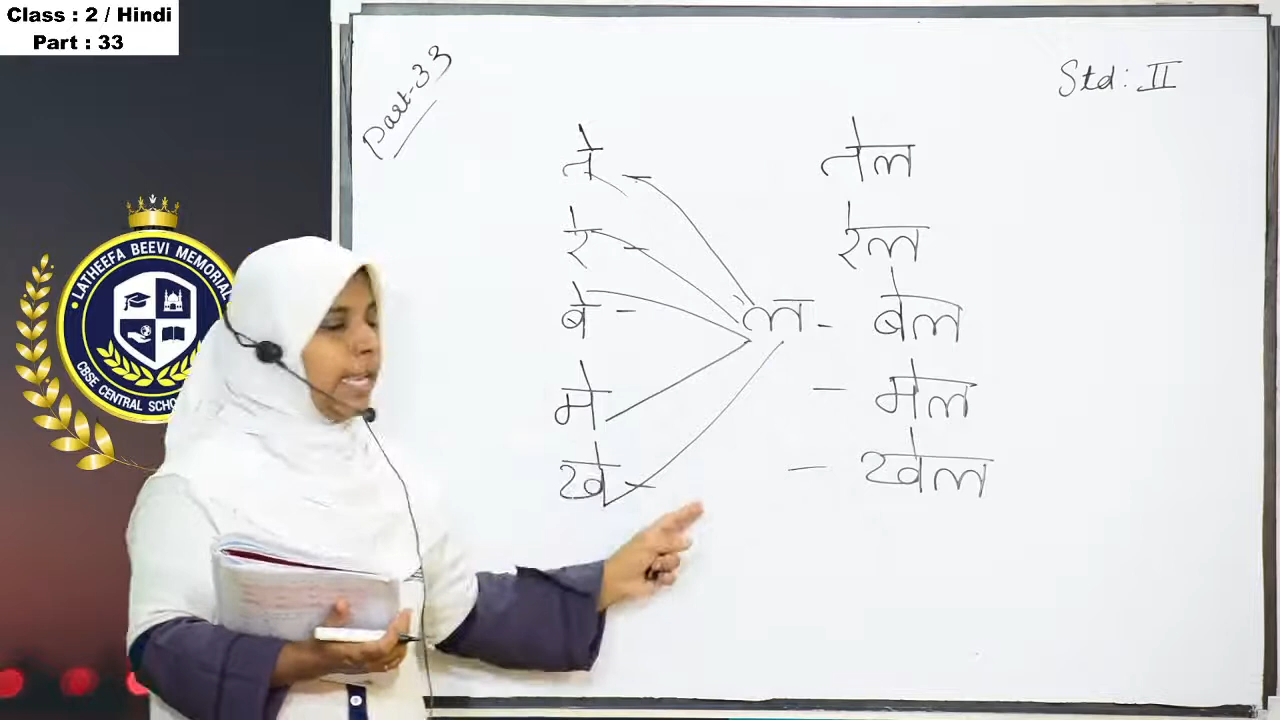 Class : 2 / Hindi
Part : 33
Part-33
Std: II
ते - तेल
रे - रेल
बे - ल - बेल
मे - मेल
खे - - खेल
LATHEEFA BEEVI MEMORIAL
CBSE CENTRAL SCHO